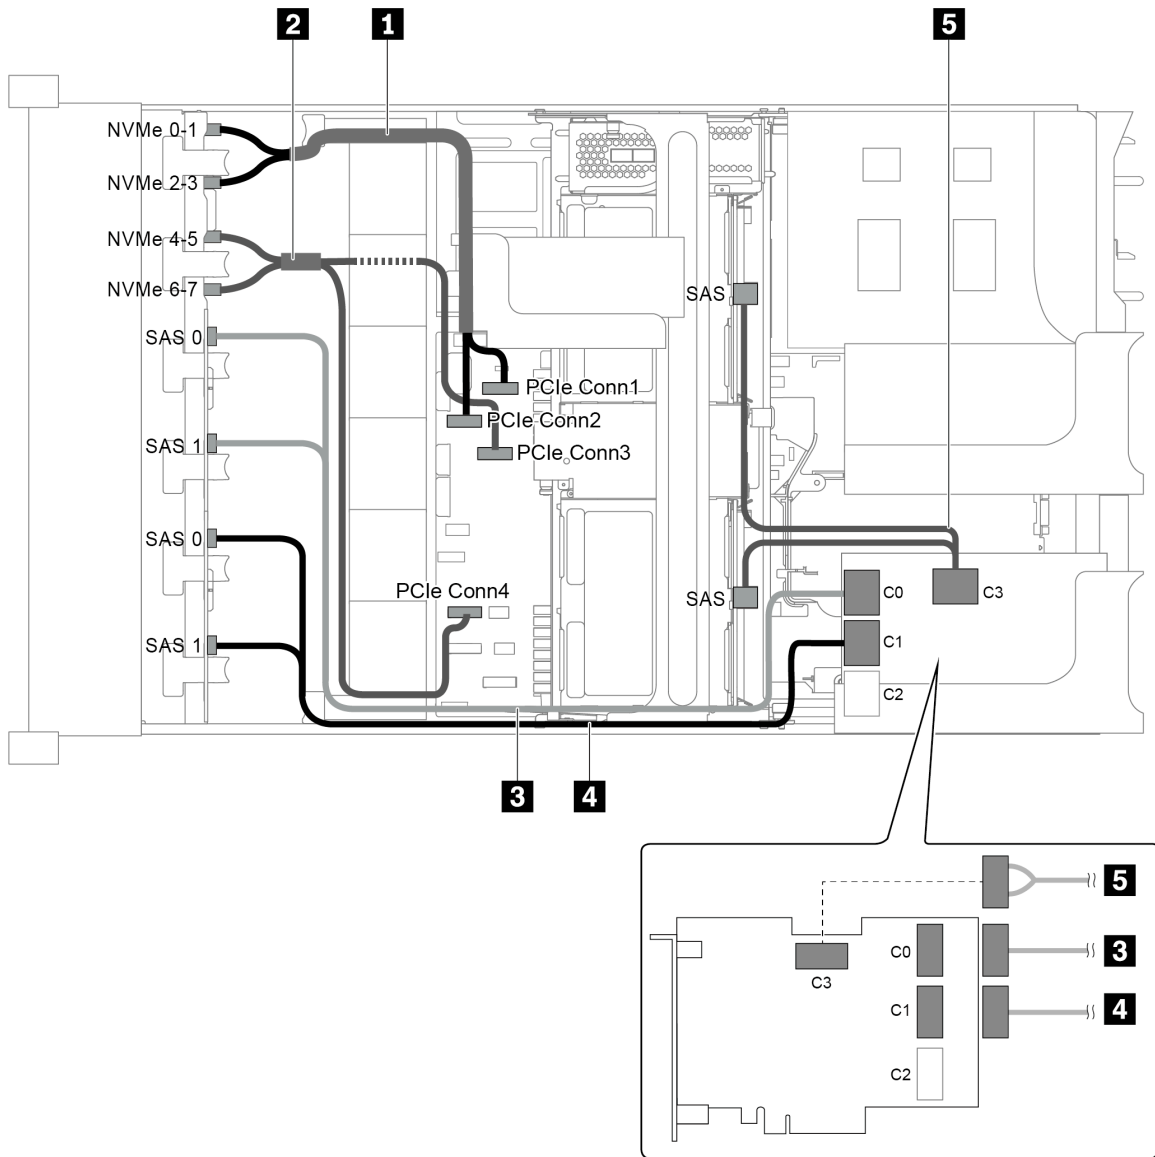 2
1
5
NVMe 0-1
NVMe 2-3
NVMe 4-5
NVMe 6-7
SAS
SAS 0
PCIe Conn1
PCIe Conn2
SAS 1
PCIe Conn3
SAS 0
PCIe Conn4
SAS
C0
C3
C1
SAS 1
C2
3
4
5
C0
3
C3
C1
4
C2